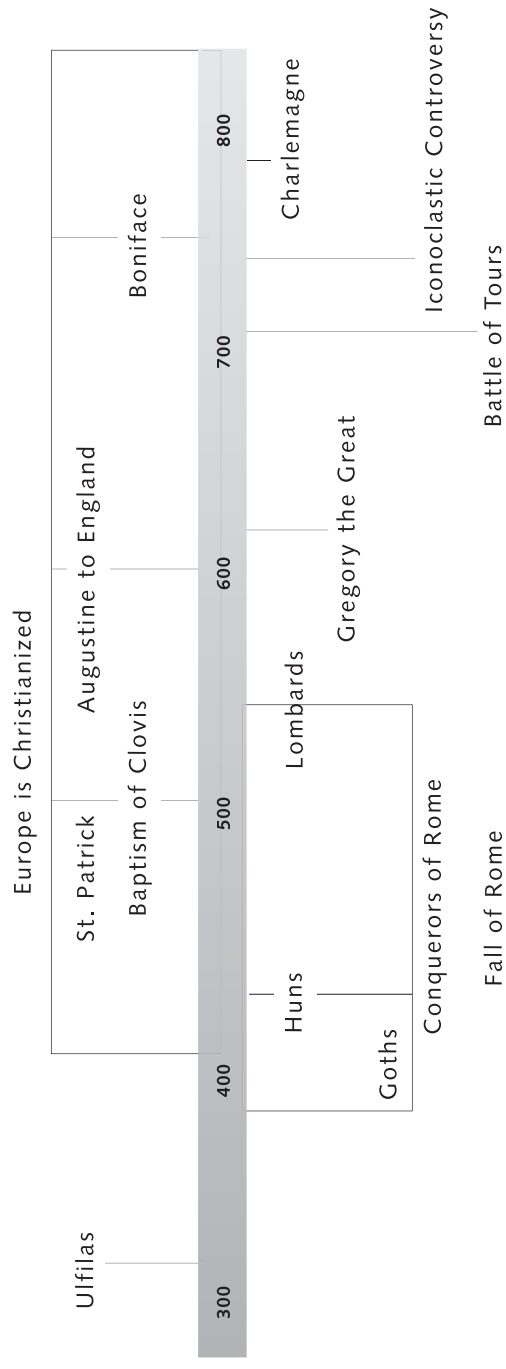 Europe is Christianized
Ulfilas
St. Patrick
Augustine to England
Baptism of Clovis
Boniface
300
400
500
600
700
800
Huns
Lombards
Charlemagne
Gregory the Great
Goths
Conquerors of Rome
Iconoclastic Controversy
Fall of Rome
Battle of Tours